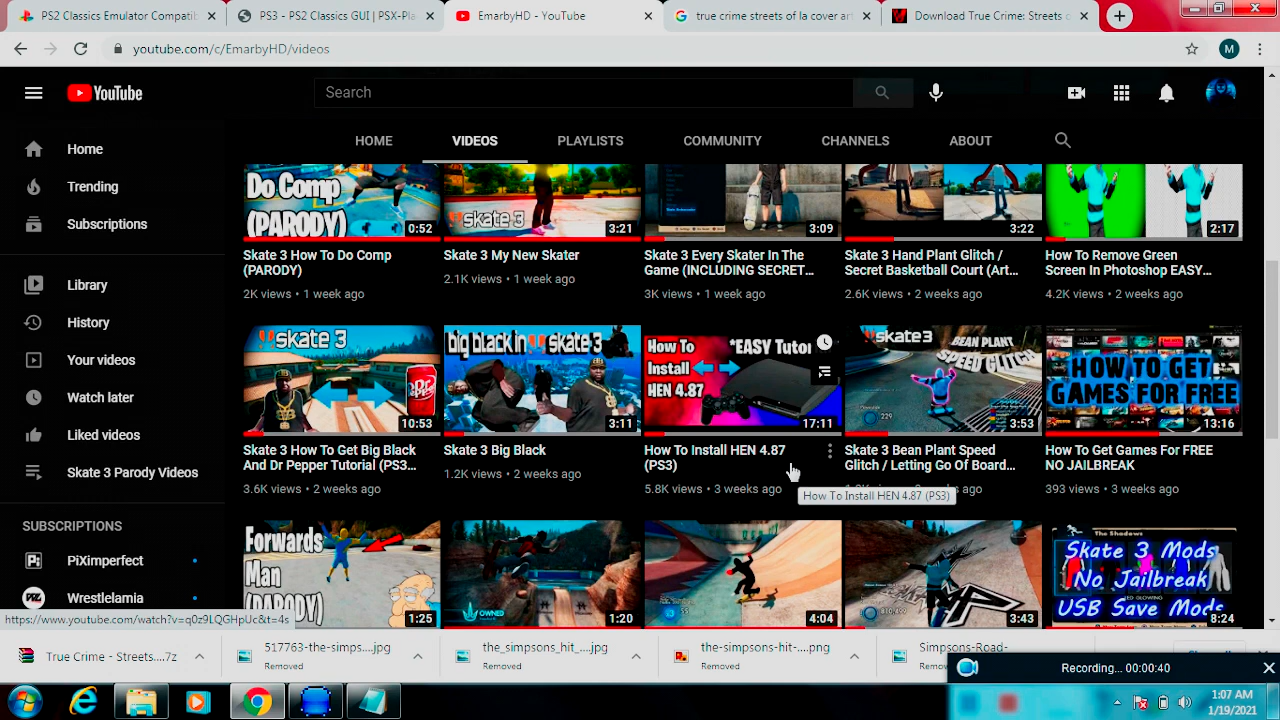 PS2 Classics Emulator Compatib
PS3 - PS2 Classics GUI | PSX-Pla
EmarbyHD - YouTube
true crime streets of la cover art
Download True Crime: Streets o
youtube.com/c/EmarbyHD/videos
M
YouTube
Search
HOME
VIDEOS
PLAYLISTS
COMMUNITY
CHANNELS
ABOUT
Home
Trending
Subscriptions
Library
History
Your videos
Watch later
Liked videos
Skate 3 Parody Videos
SUBSCRIPTIONS
PiXimperfect
Wrestlelamia
Do Comp
(PARODY)
0:52
skate 3
3:21
3:09
3:22
2:17
Skate 3 How To Do Comp
(PARODY)
2K views • 1 week ago
Skate 3 My New Skater
2.1K views • 1 week ago
Skate 3 Every Skater In The
Game (INCLUDING SECRET...
3K views • 1 week ago
Skate 3 Hand Plant Glitch /
Secret Basketball Court (Art...
2.6K views • 2 weeks ago
How To Remove Green
Screen In Photoshop EASY...
4.2K views • 2 weeks ago
skate 3
10:53
big black in skate 3
3:11
How To
Install
HEN 4.87
*EASY Tutor
17:11
skate 3
BEAN PLANT
SPEED GLITCH
229
3:53
HOW TO GET
GAMES FOR FREE
13:16
Skate 3 How To Get Big Black
And Dr Pepper Tutorial (PS3...
3.6K views • 2 weeks ago
Skate 3 Big Black
1.2K views • 2 weeks ago
How To Install HEN 4.87
(PS3)
5.8K views • 3 weeks ago
Skate 3 Bean Plant Speed
Glitch / Letting Go Of Board...
ago
How To Get Games For FREE
NO JAILBREAK
393 views • 3 weeks ago
How To Install HEN 4.87 (PS3)
Forwards
Man
(PARODY)
1:25
OWNED
1:20
55
4:04
3:43
The Shadows
Skate 3 Mods
No Jailbreak
USB Save Mods
8:24
True Crime - Streets....7z
517763-the-simps....jpg
Removed
the_simpsons_hit_...jpg
Removed
the-simpsons-hit-....png
Removed
Simpsons-Road-
Removed
Recording... 00:00:40
1:07 AM
1/19/2021